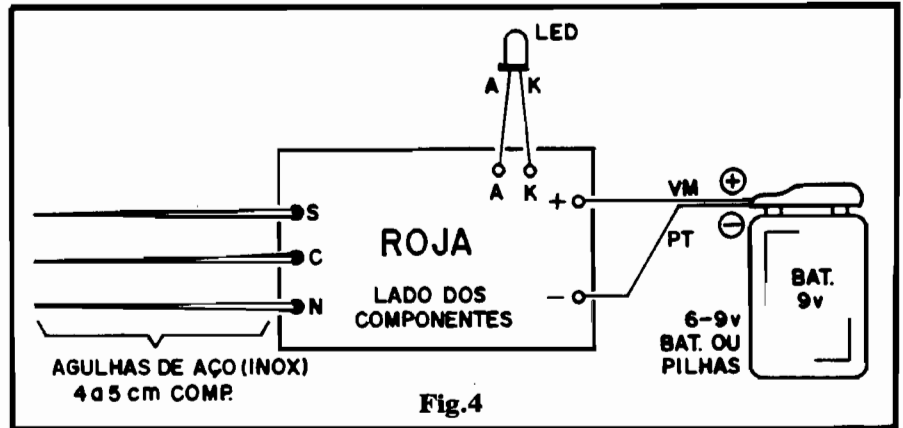 LED
A K
A K
S
C
N
ROJA
LADO DOS
COMPONENTES
+
-
VM
PT
+
-
BAT.
9v
6-9v
BAT. OU
PILHAS
AGULHAS DE AÇO (INOX)
4 a 5 cm COMP.
Fig.4